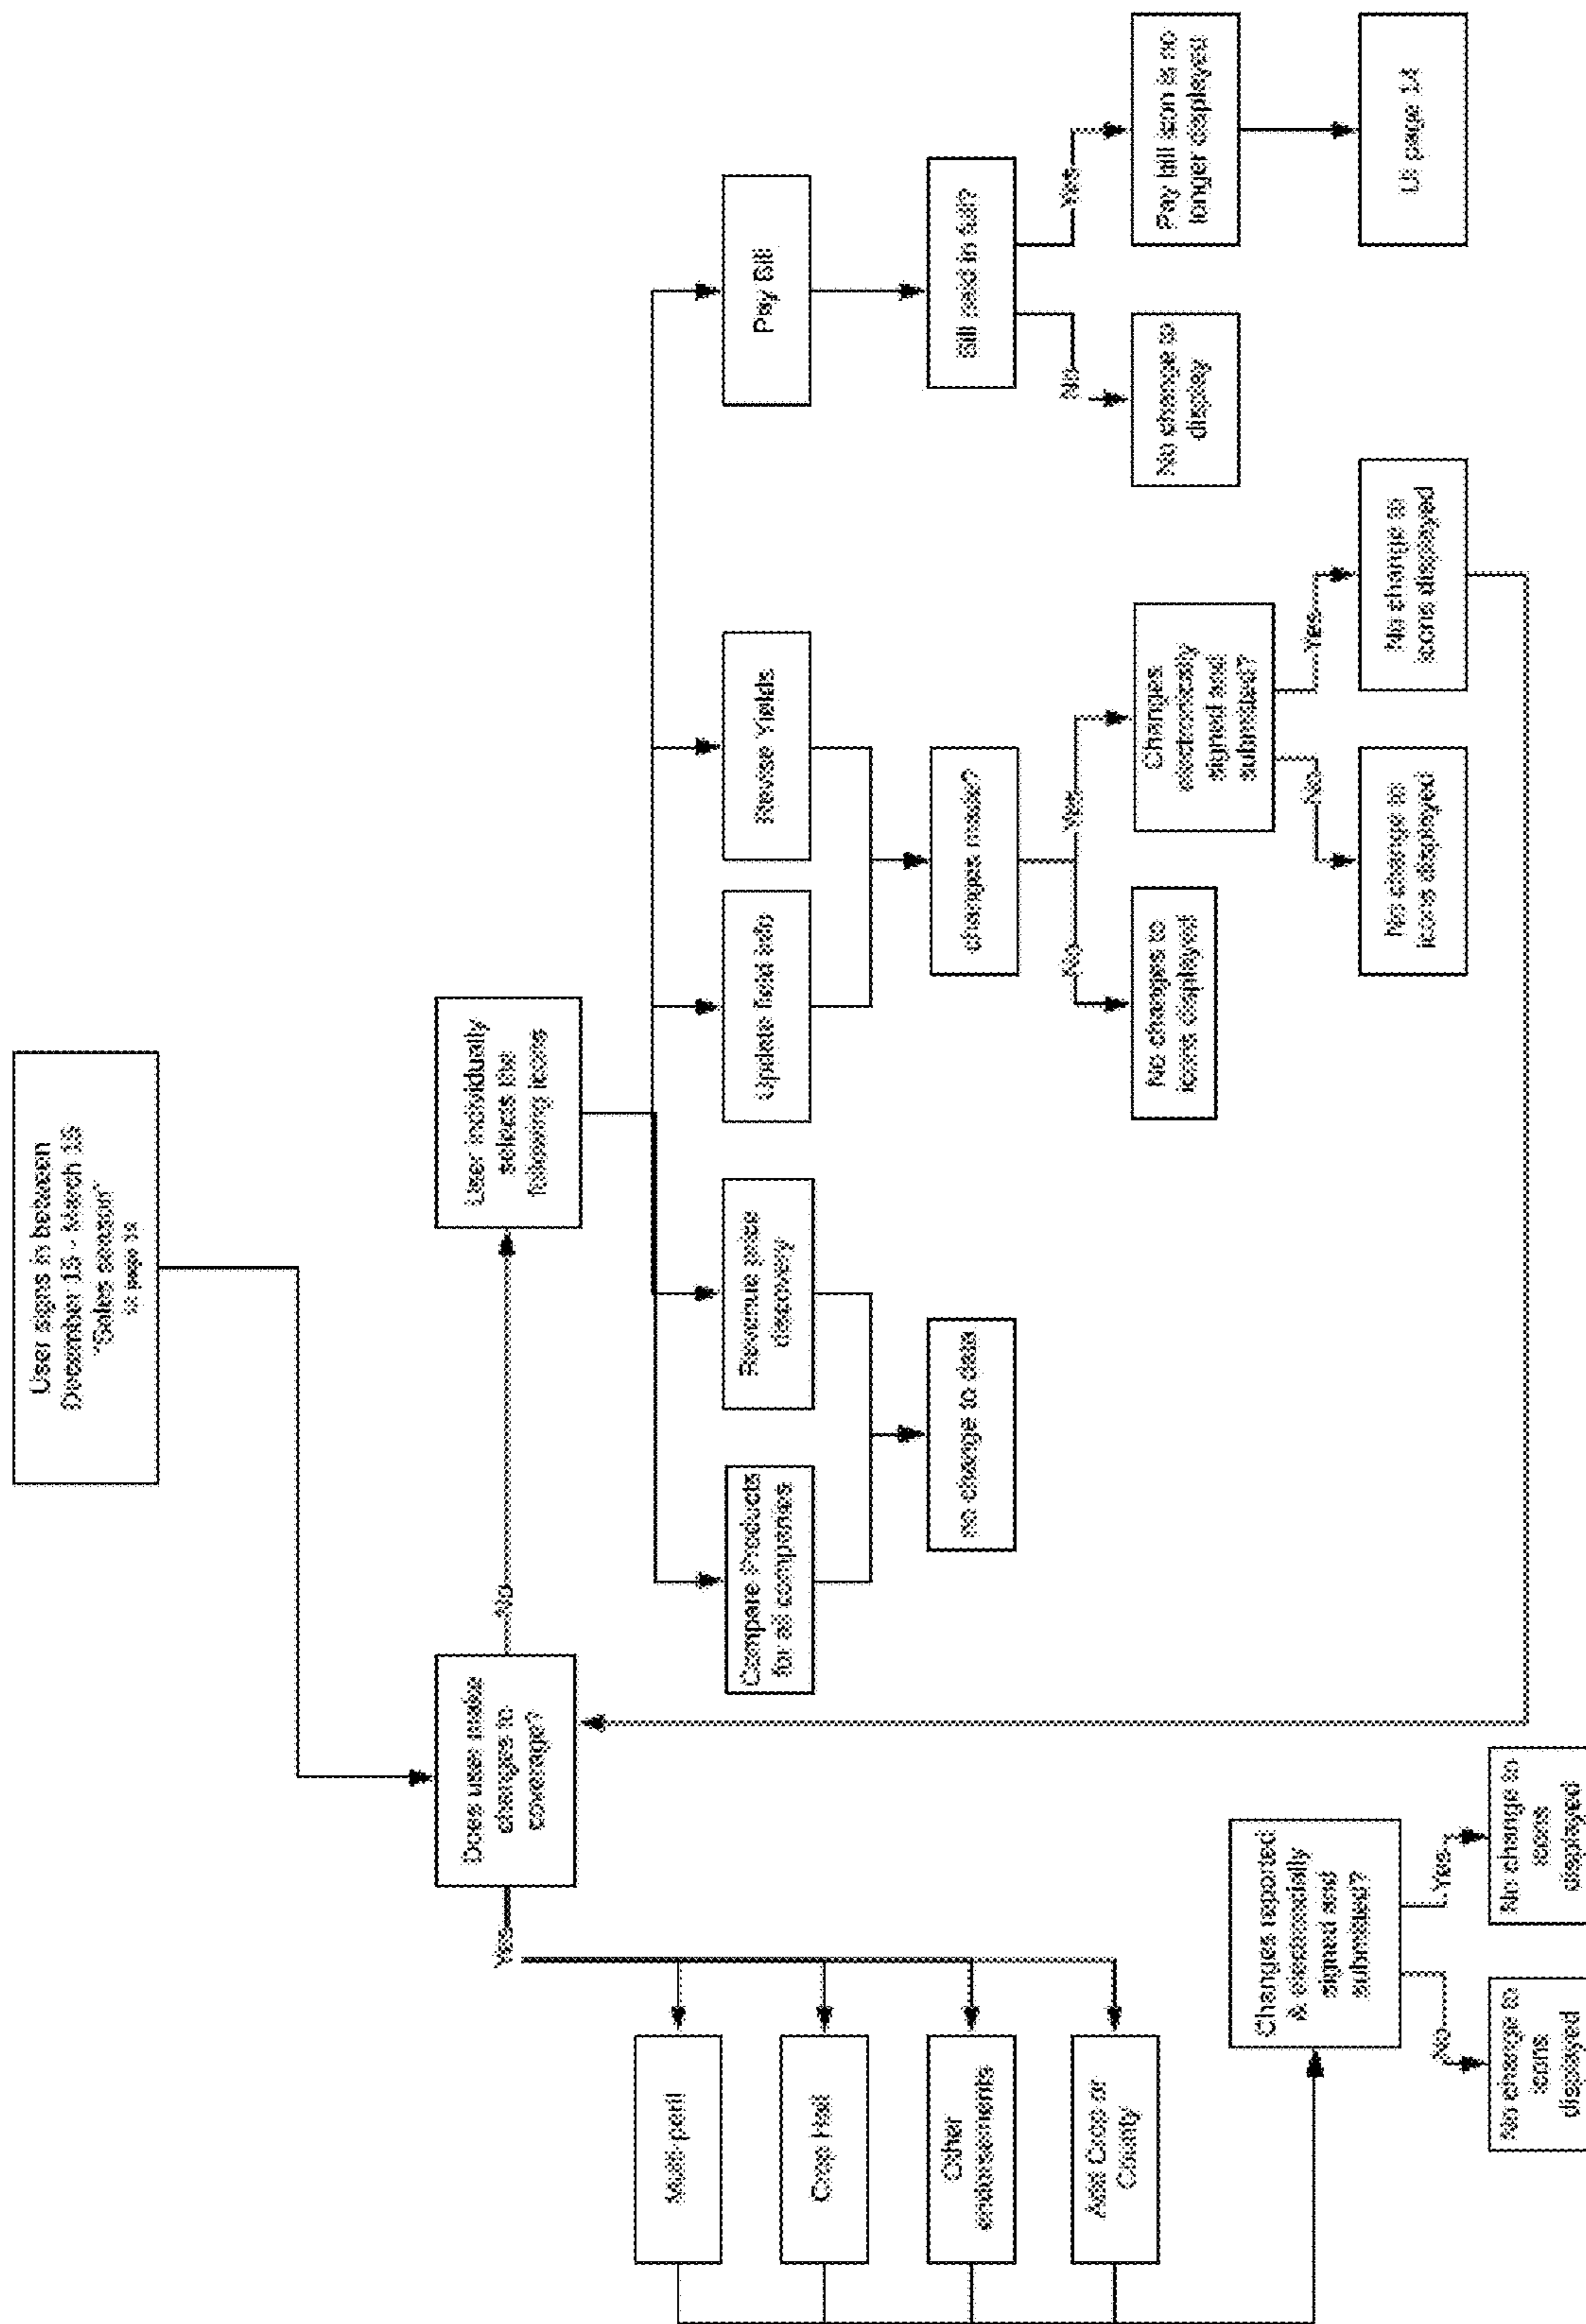 User signs in between
December 15 - March 15
"Sales season"
Does user make
changes to
coverage?
No
User individually
selects the
following icons
Yes
Multi-peril
Crop Hail
Other
endorsements
Add Crop or
County
Changes reported
& electronically
signed and
submitted?
No
Yes
No change to
icons
displayed
No change to
icons
displayed
Compare Products
for all companies
Revenue price
discovery
no change to data
Update field info
Revise Yields
changes made?
No
Yes
No changes to
icons displayed
Changes
electronically
signed and
submitted?
No
Yes
No change to
icons displayed
No change to
icons displayed
Pay Bill
Bill paid in full?
No
Yes
No change to
display
Pay bill icon is no
longer displayed
UI page 14